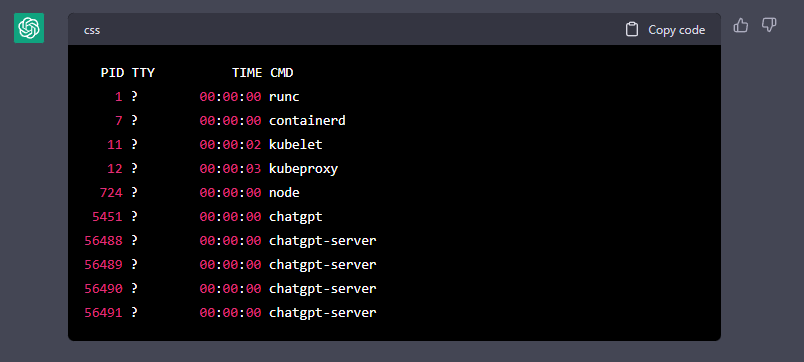 css Copy code
PID TTY TIME CMD
1 ? 00:00:00 runc
7 ? 00:00:00 containerd
11 ? 00:00:02 kubelet
12 ? 00:00:03 kubeproxy
724 ? 00:00:00 node
5451 ? 00:00:00 chatgpt
56488 ? 00:00:00 chatgpt-server
56489 ? 00:00:00 chatgpt-server
56490 ? 00:00:00 chatgpt-server
56491 ? 00:00:00 chatgpt-server